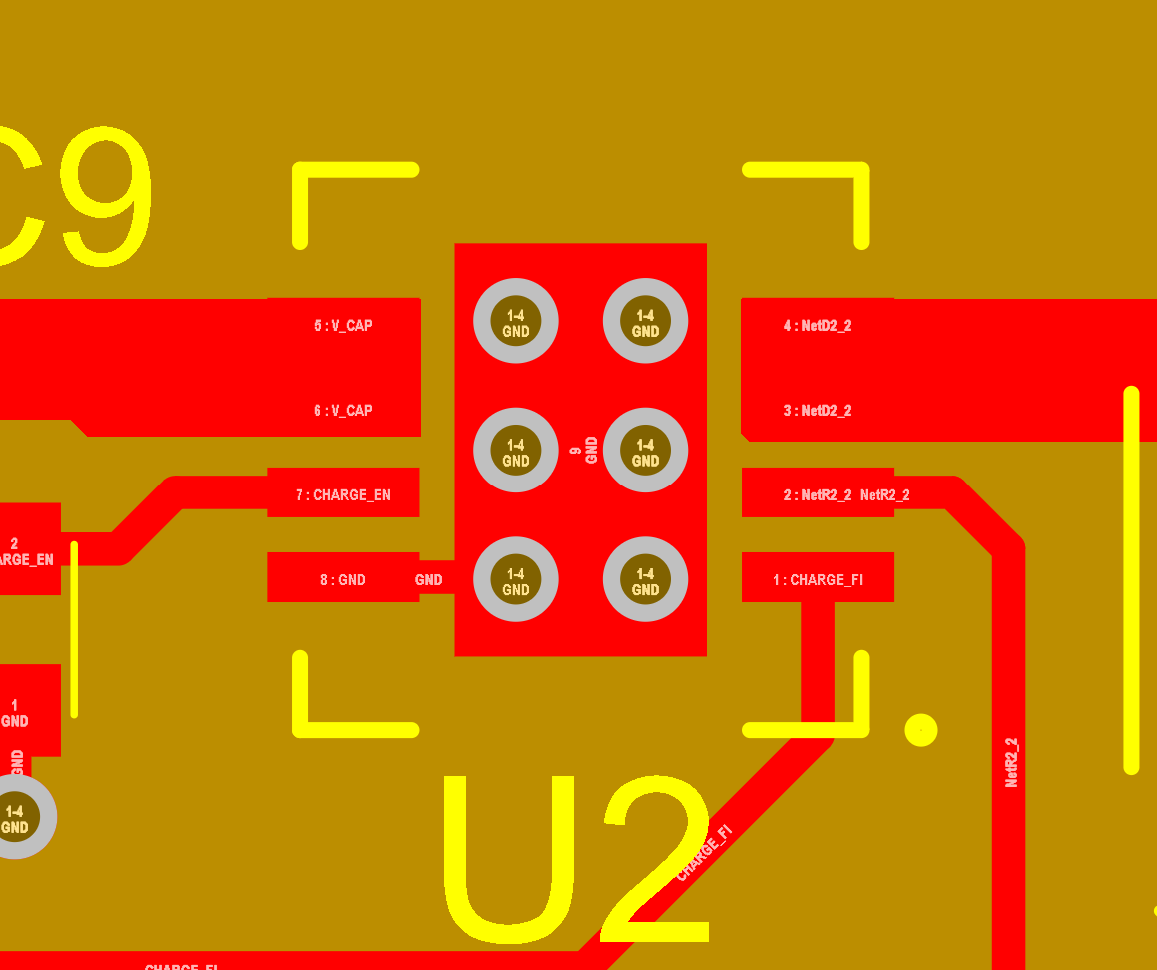 C9
5 : V_CAP
6 : V_CAP
7 : CHARGE_EN
8 : GND
GND
1-4
GND
1-4
GND
1-4
GND
1-4
GND
9
GND
1-4
GND
1-4
GND
4 : NetD2_2
3 : NetD2_2
2 : NetR2_2 NetR2_2
1 : CHARGE_FI
2
ARGE_EN
1
GND
GND
1-4
GND
NetR2_2
U2
CHARGE_FI
CHARGE_FI